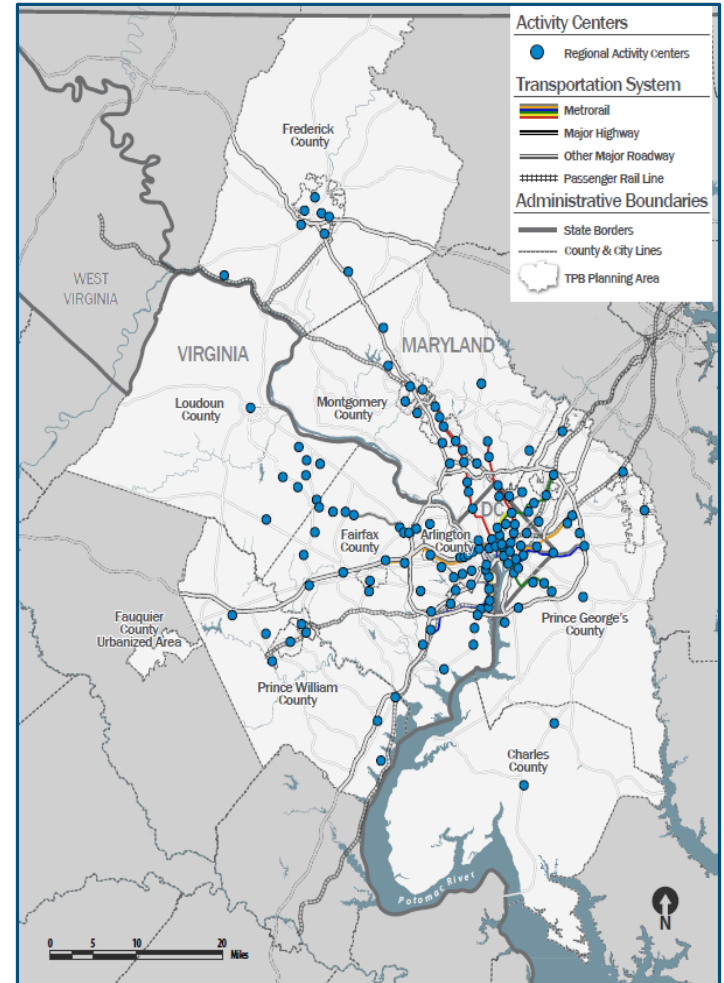 Activity Centers
Regional Activity Centers
Transportation System
Metrorail
Major Highway
Other Major Roadway
Passenger Rail Line
Administrative Boundaries
State Borders
County & City Lines
TPB Planning Area
Frederick
County
WEST
VIRGINIA
VIRGINIA
MARYLAND
Loudoun
County
Montgomery
County
DC
Fairfax
County
Arlington
County
Fauquier
County
Urbanized Area
Prince George's
County
Prince William
County
Charles
County
Potomac River
0 5 10 20
Miles
N